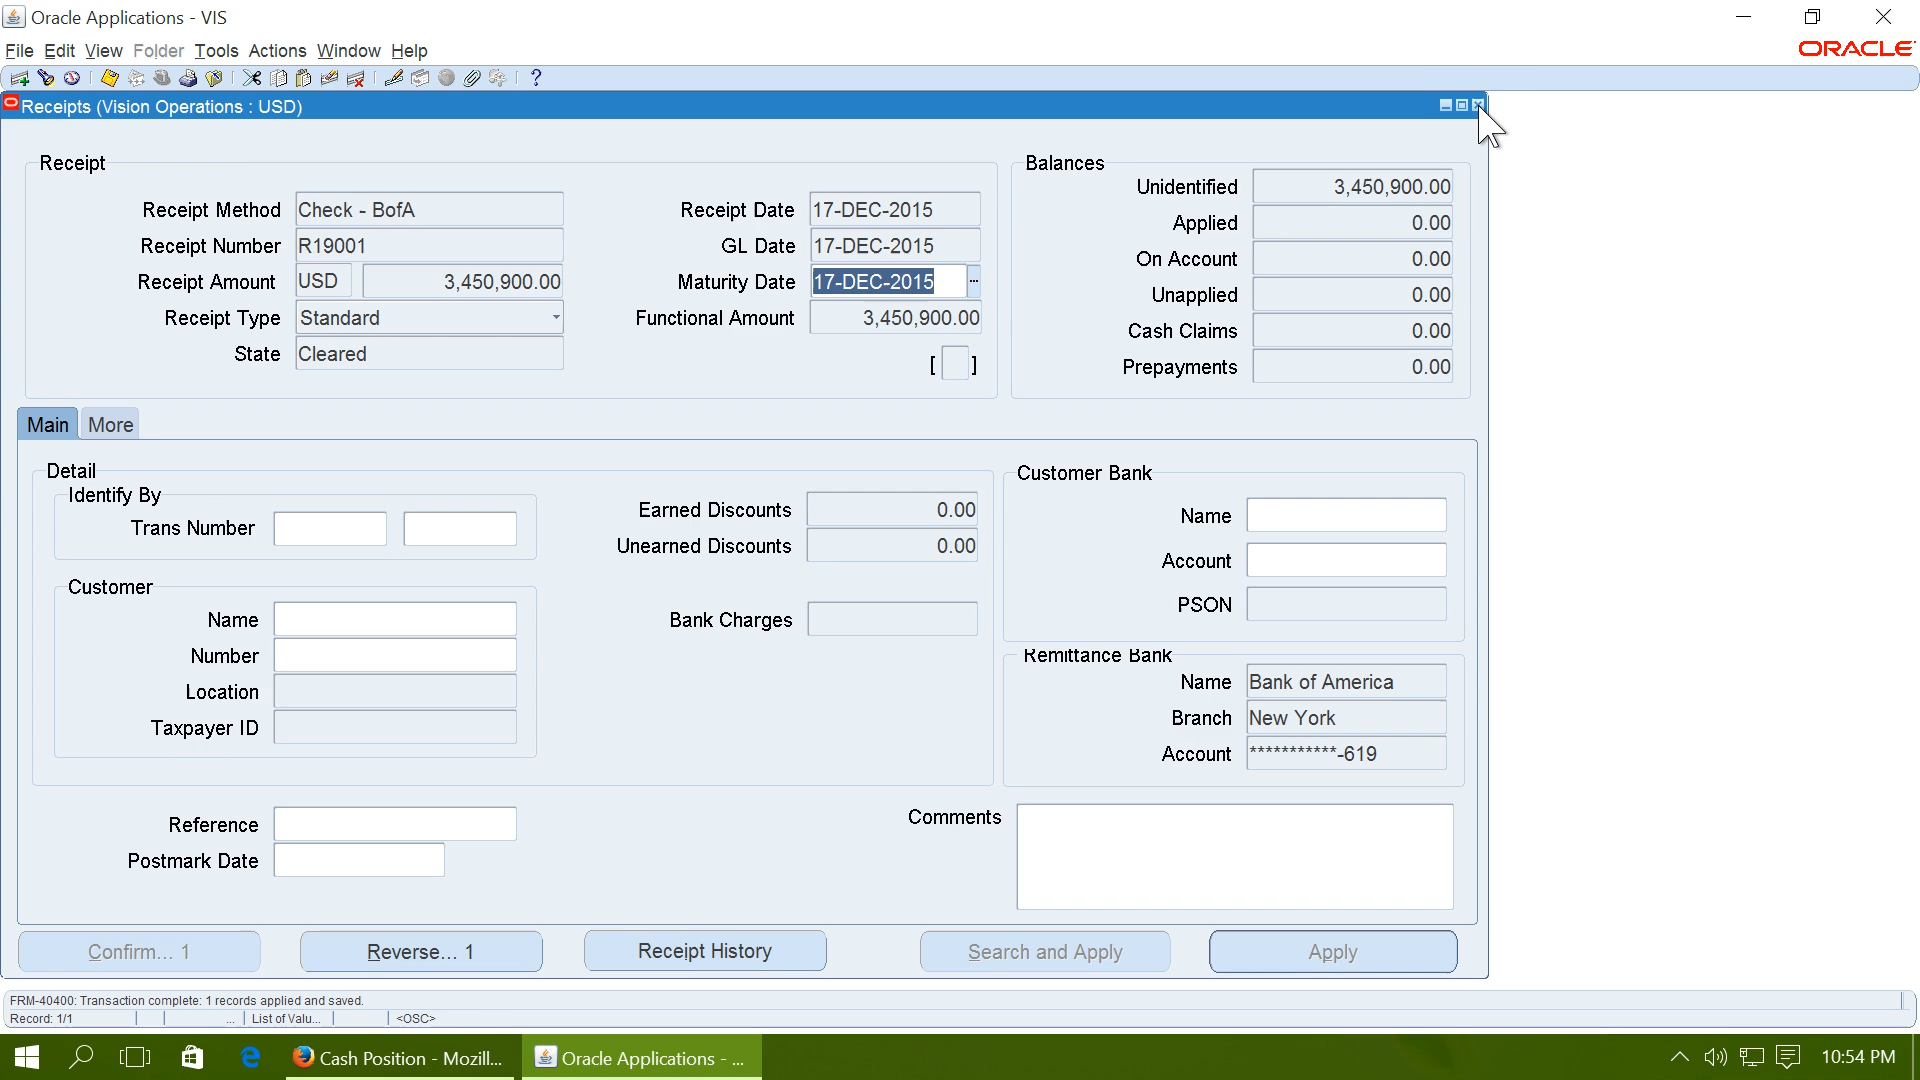 Oracle Applications - VIS
File Edit View Folder Tools Actions Window Help
ORACLE
Receipts (Vision Operations : USD)
Receipt
Receipt Method Check - BofA
Receipt Number R19001
Receipt Amount USD 3,450,900.00
Receipt Type Standard
State Cleared
Receipt Date 17-DEC-2015
GL Date 17-DEC-2015
Maturity Date 17-DEC-2015 ...
Functional Amount 3,450,900.00
[ ]
Balances
Unidentified 3,450,900.00
Applied 0.00
On Account 0.00
Unapplied 0.00
Cash Claims 0.00
Prepayments 0.00
Main More
Detail
Identify By
Trans Number
Customer
Name
Number
Location
Taxpayer ID
Earned Discounts 0.00
Unearned Discounts 0.00
Bank Charges
Customer Bank
Name
Account
PSON
Remittance Bank
Name Bank of America
Branch New York
Account ***********-619
Reference
Postmark Date
Comments
Confirm... 1 Reverse... 1 Receipt History Search and Apply Apply
FRM-40400: Transaction complete: 1 records applied and saved.
Record: 1/1 ... List of Valu... <OSC>
Cash Position - Mozill... Oracle Applications - ... 10:54 PM